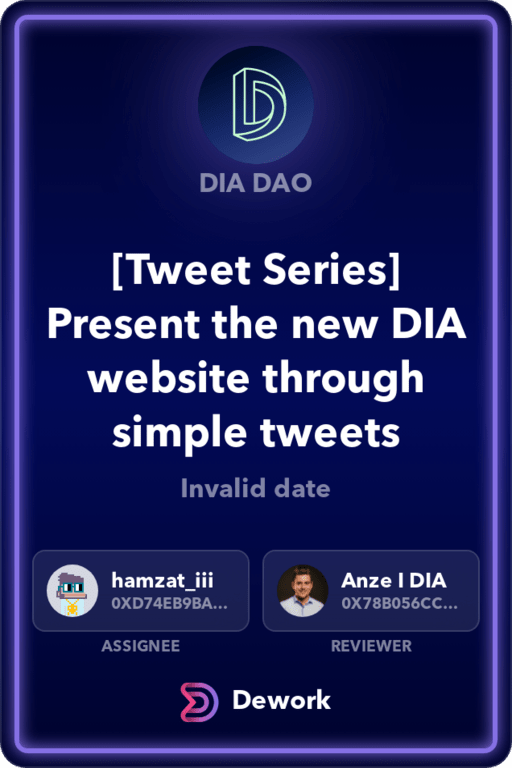 DIA DAO
[Tweet Series]
Present the new DIA
website through
simple tweets
Invalid date
hamzat_iii
0XD74EB9BA...
Anze I DIA
0X78B056CC...
ASSIGNEE
REVIEWER
Dework